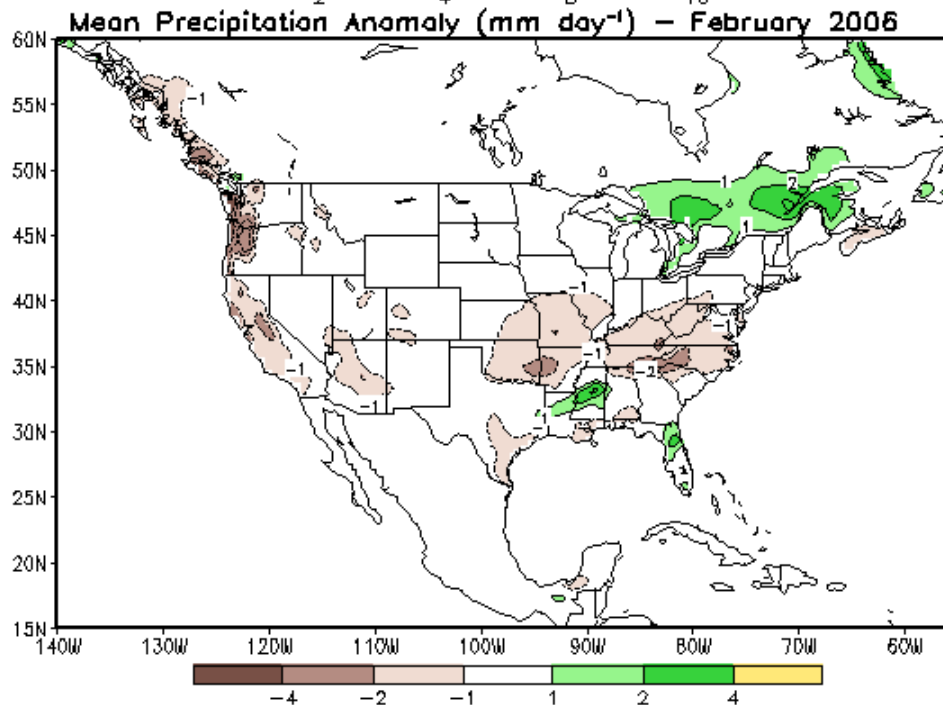 Mean Precipitation Anomaly (mm day⁻¹) – February 2006
60N
55N
50N
45N
40N
35N
30N
25N
20N
15N
-1
1
2
1
-1
-1
-1
-2
-1
-1
-1
140W 130W 120W 110W 100W 90W 80W 70W 60W
-4 -2 -1 1 2 4